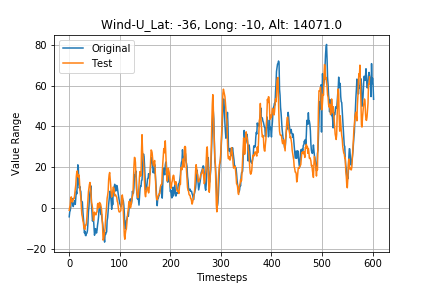 Wind-U_Lat: -36, Long: -10, Alt: 14071.0
Original
Test
Value Range
80
60
40
20
0
−20
0 100 200 300 400 500 600
Timesteps